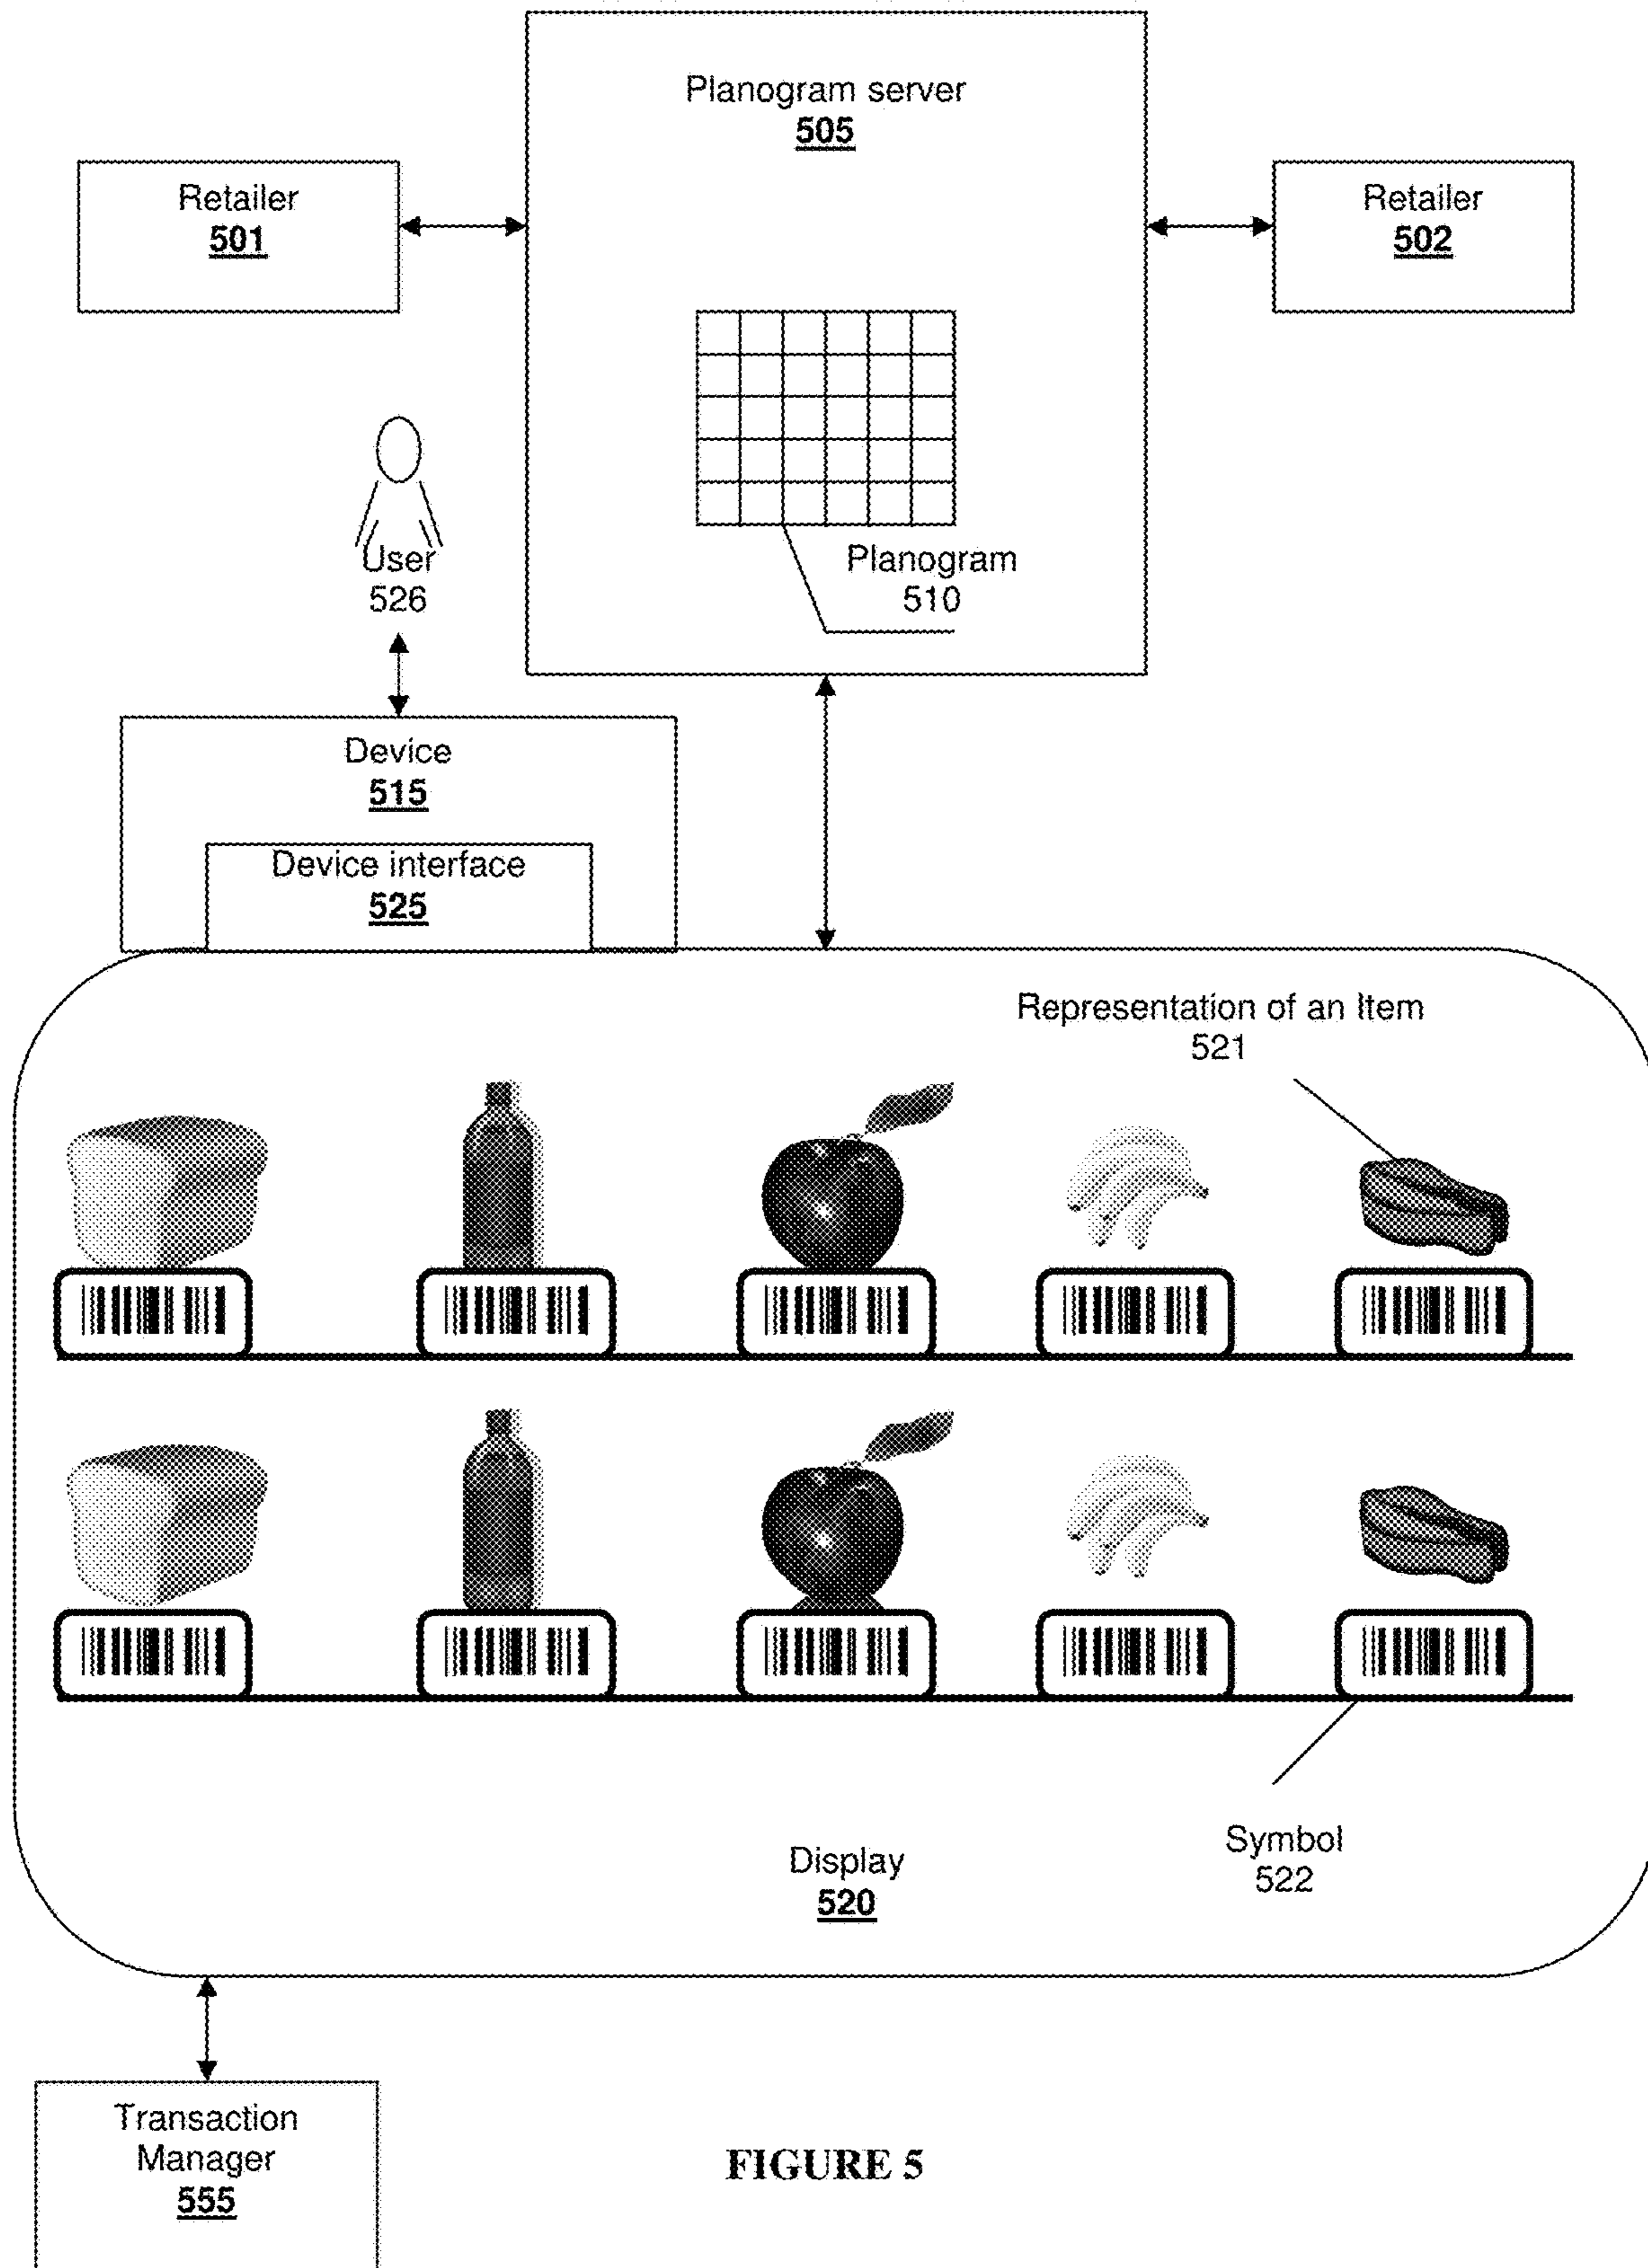 Planogram server
505
Retailer
501
Retailer
502
Planogram
510
User
526
Device
515
Device interface
525
Representation of an Item
521
Symbol
522
Display
520
Transaction
Manager
555
FIGURE 5